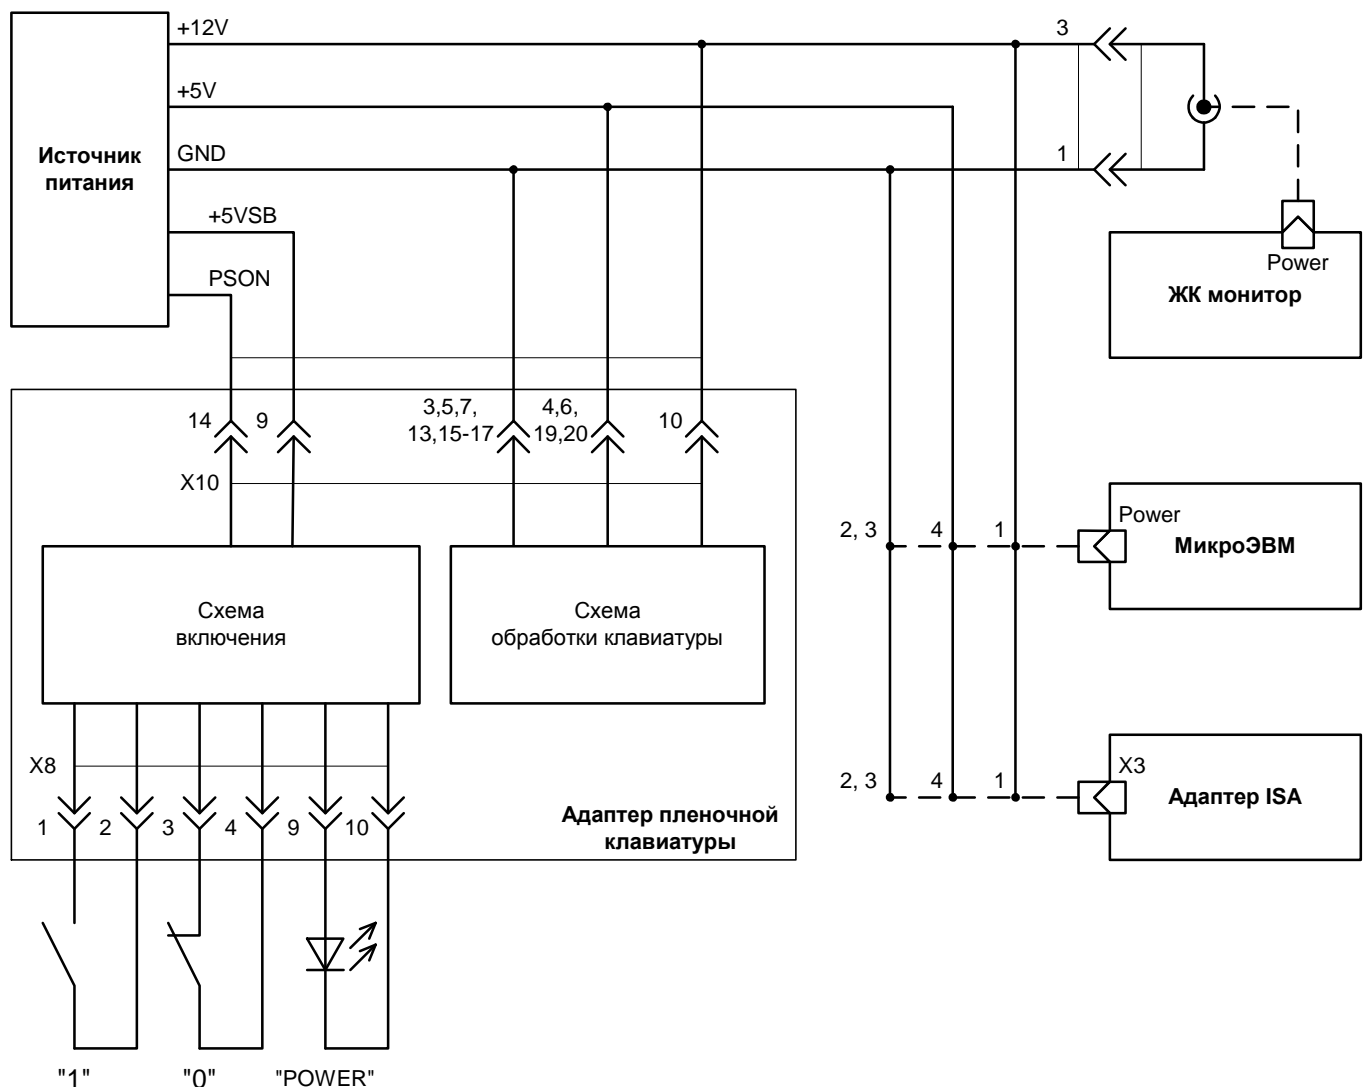 +12V
3
+5V
Источник
питания
GND
1
+5VSB
PSON
Power
ЖК монитор
14
9
3,5,7,
13,15-17
4,6,
19,20
10
X10
2, 3
4
1
Power
МикроЭВМ
Схема
включения
Схема
обработки клавиатуры
X8
1
2
3
4
9
10
Адаптер пленочной
клавиатуры
2, 3
4
1
X3
Адаптер ISA
"1"
"0"
"POWER"